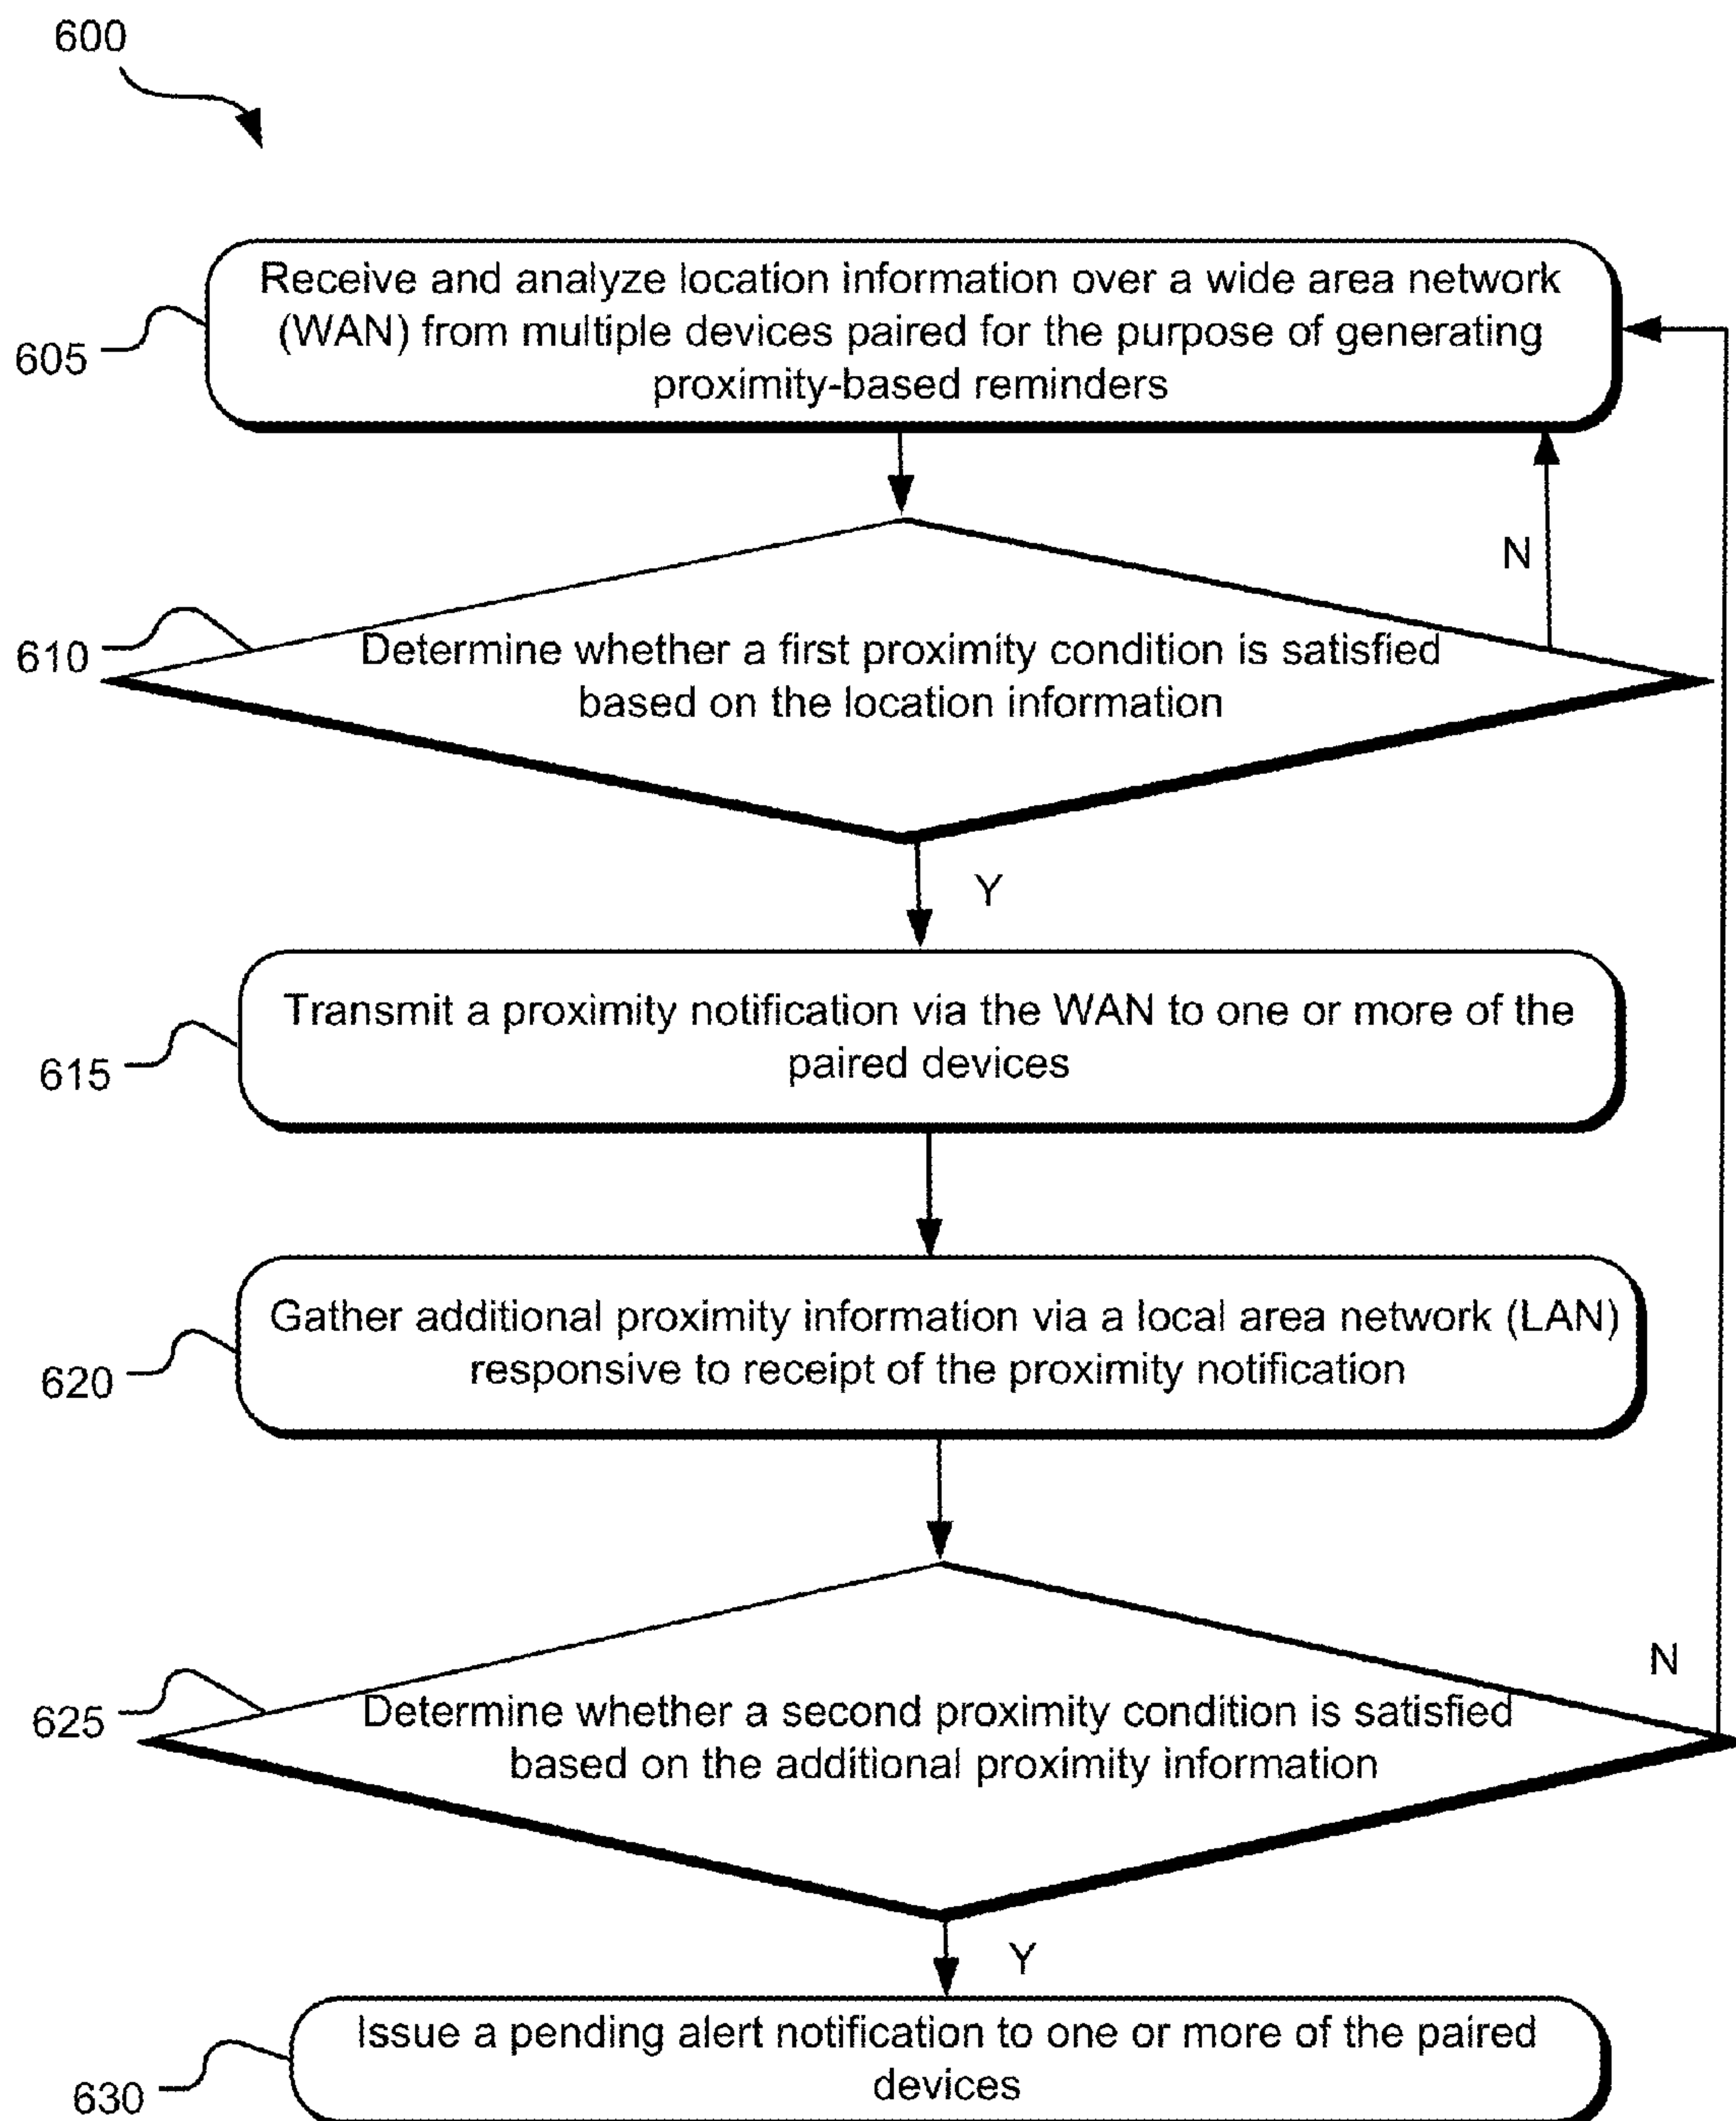 600
Receive and analyze location information over a wide area network
(WAN) from multiple devices paired for the purpose of generating
proximity-based reminders
605
N
610
Determine whether a first proximity condition is satisfied
based on the location information
Y
Transmit a proximity notification via the WAN to one or more of the
paired devices
615
Gather additional proximity information via a local area network (LAN)
responsive to receipt of the proximity notification
620
N
625
Determine whether a second proximity condition is satisfied
based on the additional proximity information
Y
Issue a pending alert notification to one or more of the paired
devices
630